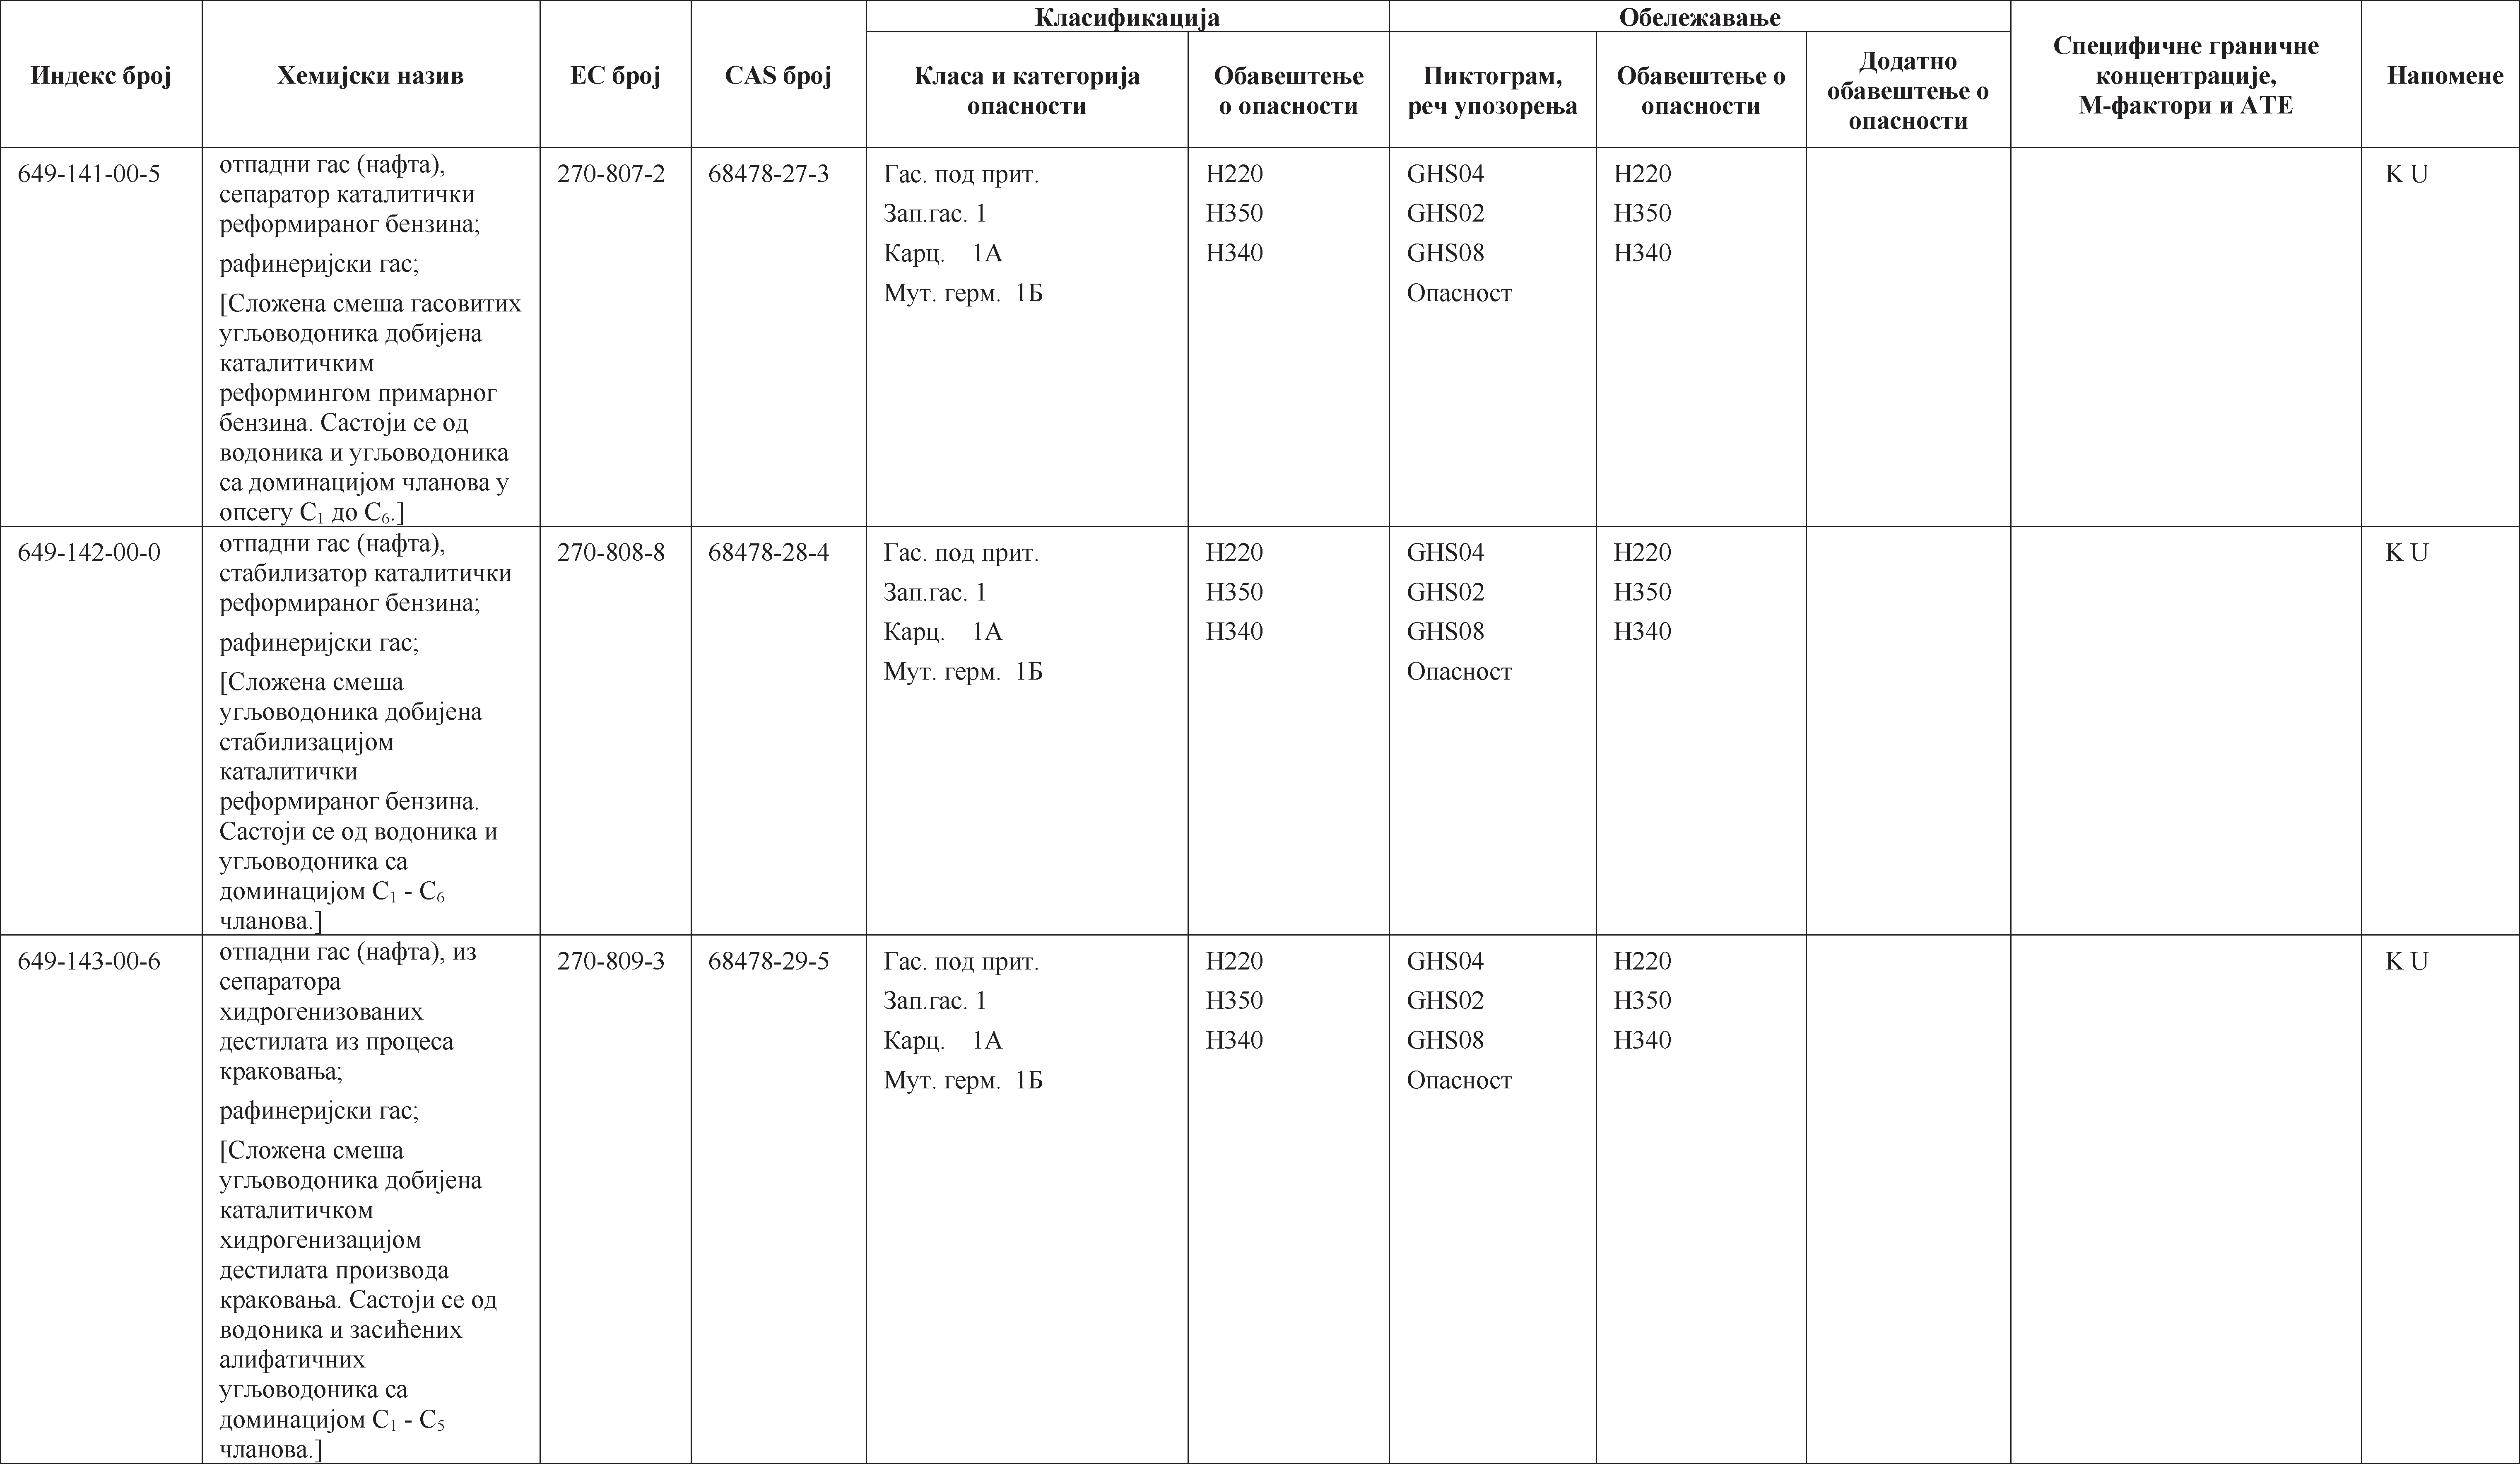 Индекс број
Хемијски назив
ЕС број
CAS број
Класификација
Класа и категорија
опасности
Обавештење
о опасности
Обележавање
Пиктограм,
реч упозорења
Обавештење о
опасности
Додатно
обавештење о
опасности
Специфичне граничне
концентрације,
М-фактори и АТЕ
Напомене
649-141-00-5
отпадни гас (нафта),
сепаратор каталитички
реформираног бензина;
рафинеријски гас;
[Сложена смеша гасовитих
угљоводоника добијена
каталитичким
реформингом примарног
бензина. Састоји се од
водоника и угљоводоника
са доминацијом чланова у
опсегу C₁ до C₆.]
270-807-2
68478-27-3
Гас. под прит.
Зап.гас. 1
Карц. 1А
Мут. герм. 1Б
H220
H350
H340
GHS04
GHS02
GHS08
Опасност
H220
H350
H340
K U
649-142-00-0
отпадни гас (нафта),
стабилизатор каталитички
реформираног бензина;
рафинеријски гас;
[Сложена смеша
угљоводоника добијена
стабилизацијом
каталитички
реформираног бензина.
Састоји се од водоника и
угљоводоника са
доминацијом C₁ - C₆
чланова.]
270-808-8
68478-28-4
Гас. под прит.
Зап.гас. 1
Карц. 1А
Мут. герм. 1Б
H220
H350
H340
GHS04
GHS02
GHS08
Опасност
H220
H350
H340
K U
649-143-00-6
отпадни гас (нафта), из
сепаратора
хидрогенизованих
дестилата из процеса
краковања;
рафинеријски гас;
[Сложена смеша
угљоводоника добијена
каталитичком
хидрогенизацијом
дестилата производа
краковања. Састоји се од
водоника и засићених
алифатичних
угљоводоника са
доминацијом C₁ - C₅
чланова.]
270-809-3
68478-29-5
Гас. под прит.
Зап.гас. 1
Карц. 1А
Мут. герм. 1Б
H220
H350
H340
GHS04
GHS02
GHS08
Опасност
H220
H350
H340
K U